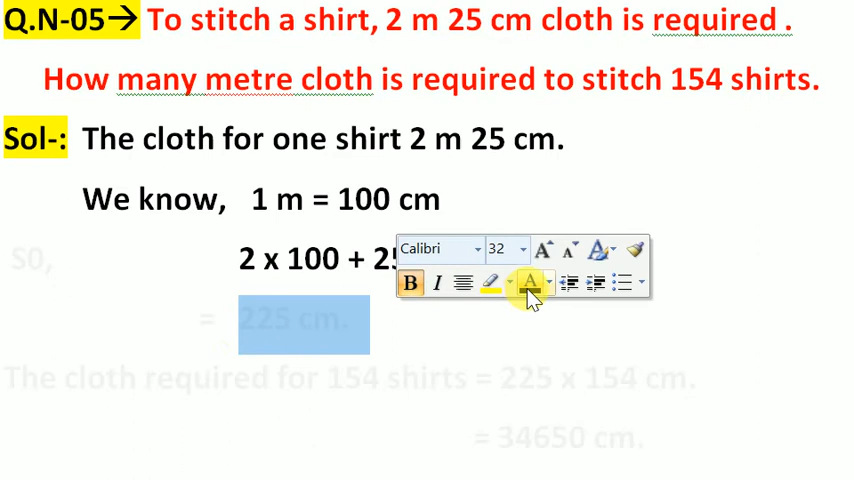 Q.N-05→ To stitch a shirt, 2 m 25 cm cloth is required .
How many metre cloth is required to stitch 154 shirts.
Sol-: The cloth for one shirt 2 m 25 cm.
We know, 1 m = 100 cm
S0, 2 x 100 + 25
Calibri 32
B I A
= 225 cm.
The cloth required for 154 shirts = 225 x 154 cm.
= 34650 cm.